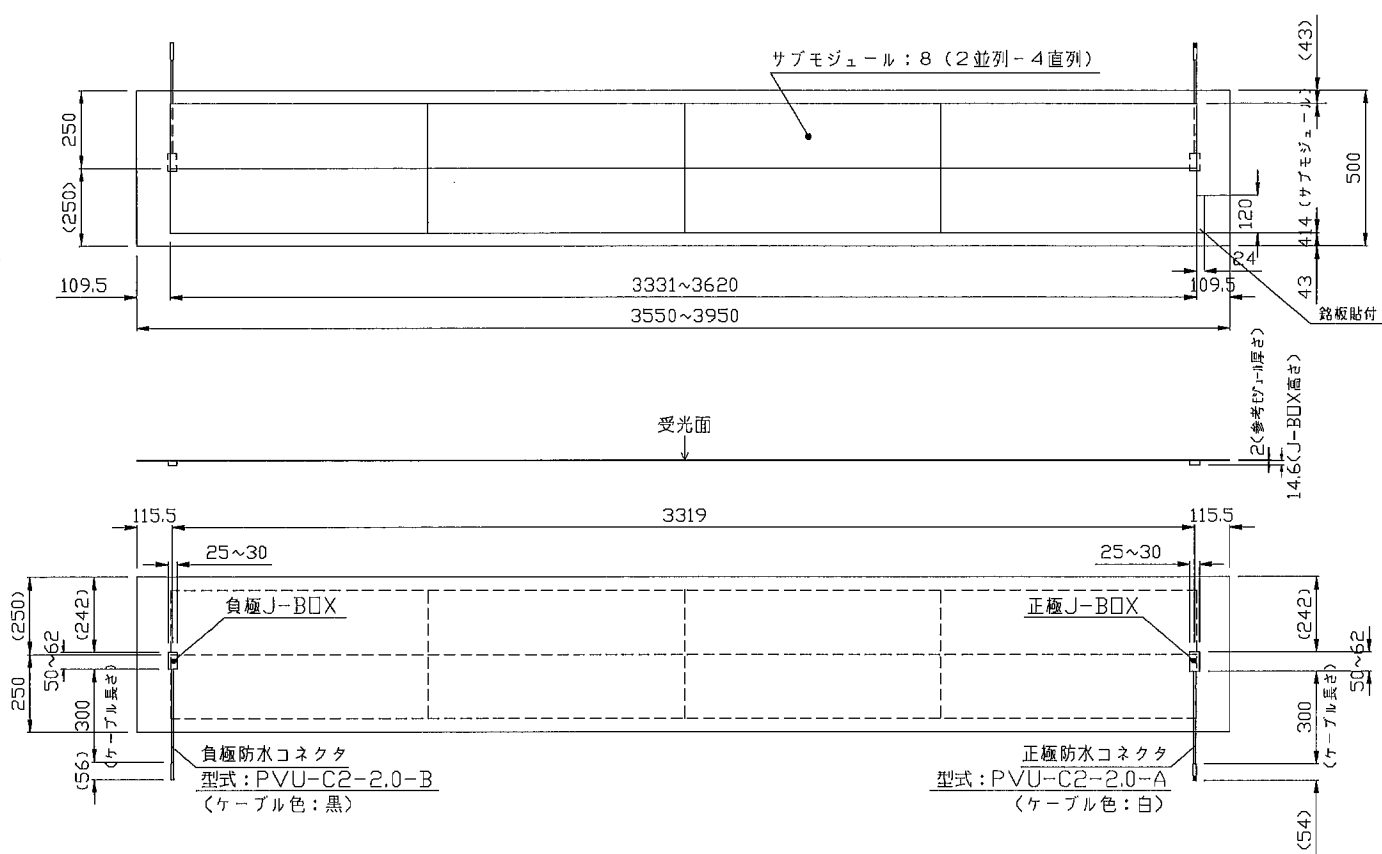 サブモジュール：8（2並列－4直列）
(43)
250
(250)
414 (サブモジュール)
500
120
24
43
109.5
3331~3620
109.5
3550~3950
銘板貼付
受光面
2(参考モジュール厚さ)
14.6(J-BOX高さ)
115.5
3319
115.5
25~30
25~30
(250)
(242)
負極J-BOX
正極J-BOX
(242)
50~62
50~62
250
300
(ケーブル長さ)
300
(ケーブル長さ)
(56)
負極防水コネクタ
型式：PVU-C2-2.0-B
(ケーブル色：黒)
正極防水コネクタ
型式：PVU-C2-2.0-A
(ケーブル色：白)
(54)